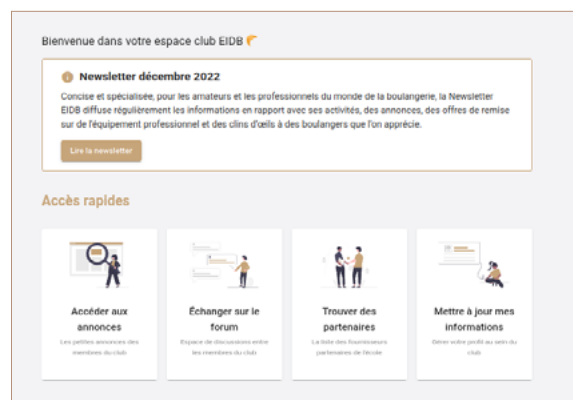 Bienvenue dans votre espace club EIDB
Newsletter décembre 2022
Concise et spécialisée, pour les amateurs et les professionnels du monde de la boulangerie, la Newsletter
EIDB diffuse régulièrement les informations en rapport avec ses activités, des annonces, des offres de remise
sur de l'équipement professionnel et des clins d'œils à des boulangers que l'on apprécie.
Lire la newsletter
Accès rapides
Accéder aux
annonces
Les petites annonces des
membres du club
Échanger sur le
forum
Espace de discussions entre
les membres du club
Trouver des
partenaires
La liste des fournisseurs
partenaires de l'école
Mettre à jour mes
informations
Gérer votre profil au sein du
club